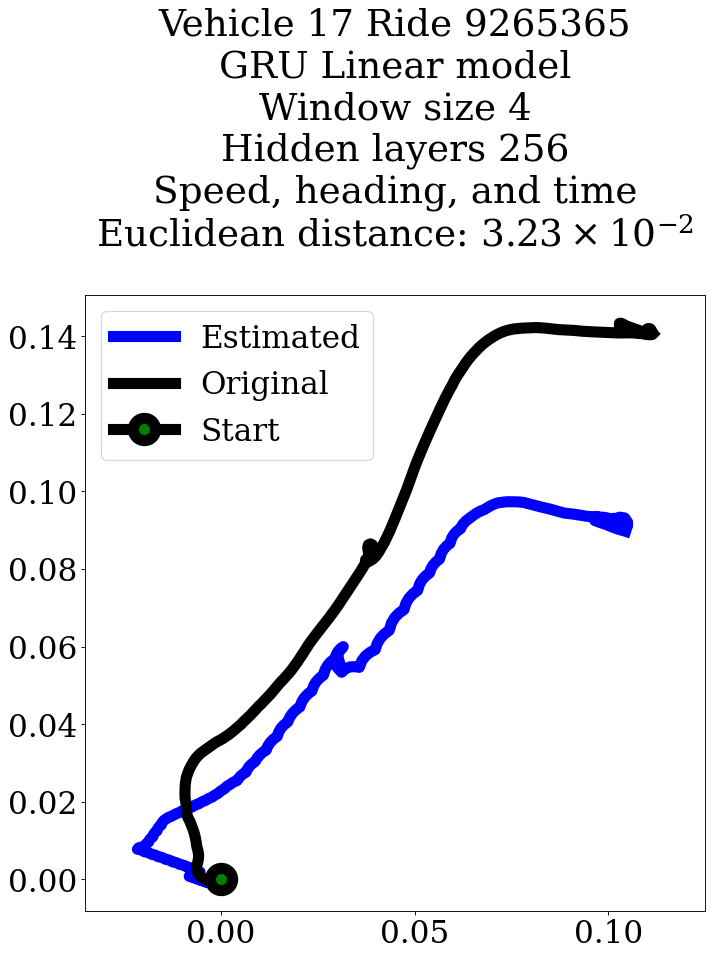 Vehicle 17 Ride 9265365
GRU Linear model
Window size 4
Hidden layers 256
Speed, heading, and time
Euclidean distance: 3.23 × 10⁻²
Estimated
Original
Start
0.14
0.12
0.10
0.08
0.06
0.04
0.02
0.00
0.00 0.05 0.10